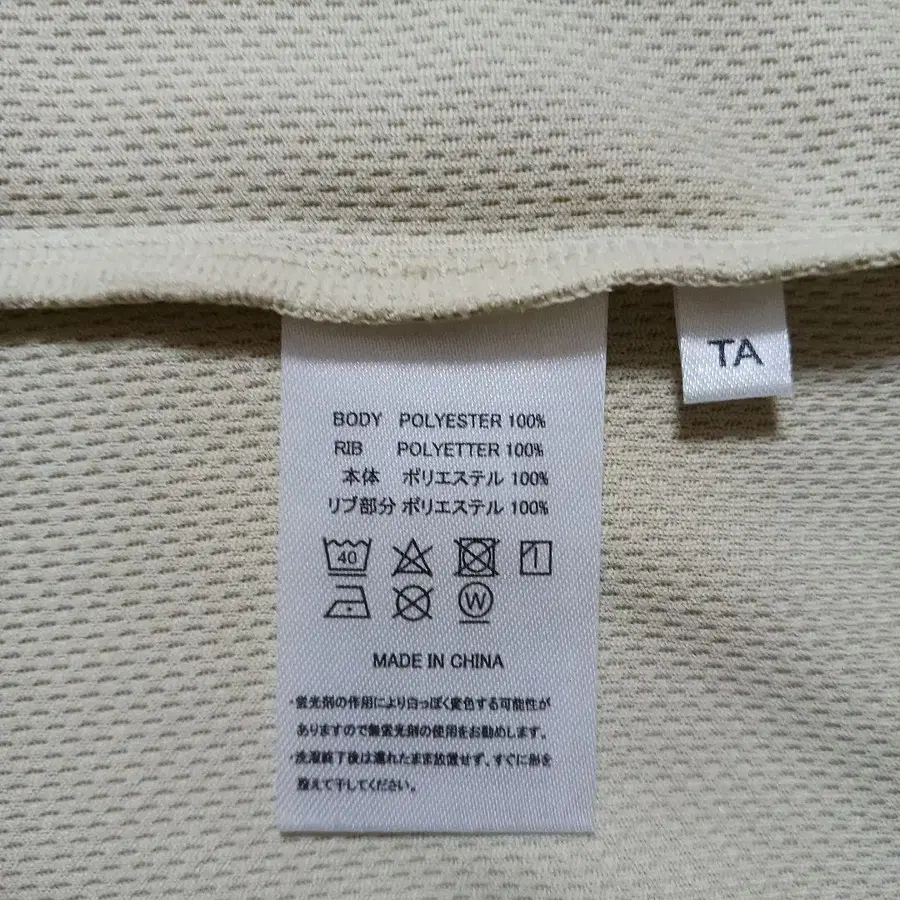 BODY POLYESTER 100%
RIB POLYETTER 100%
本体 ポリエステル 100%
リブ部分 ポリエステル 100%
40
W
MADE IN CHINA
・蛍光剤の作用により白っぽく変色する可能性が
ありますので無蛍光剤の使用をお勧めします。
・洗濯終了後は濡れたまま放置せず、すぐに形を
整えて干してください。
TA